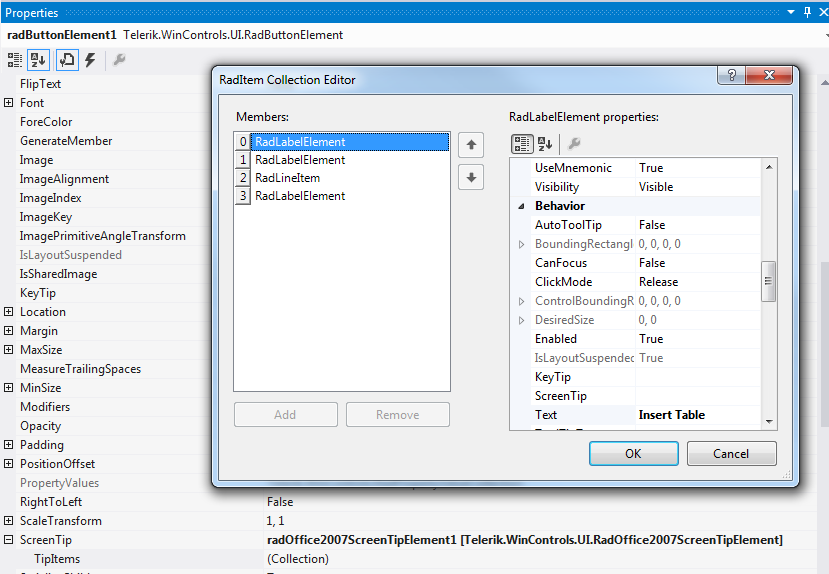 Properties
radButtonElement1 Telerik.WinControls.UI.RadButtonElement
FlipText
Font
ForeColor
GenerateMember
Image
ImageAlignment
ImageIndex
ImageKey
ImagePrimitiveAngleTransform
IsLayoutSuspended
IsSharedImage
KeyTip
Location
Margin
MaxSize
MeasureTrailingSpaces
MinSize
Modifiers
Opacity
Padding
PositionOffset
PropertyValues
RightToLeft False
ScaleTransform 1, 1
ScreenTip radOffice2007ScreenTipElement1 [Telerik.WinControls.UI.RadOffice2007ScreenTipElement]
TipItems (Collection)
RadItem Collection Editor
Members:
0 RadLabelElement
1 RadLabelElement
2 RadLineItem
3 RadLabelElement
Add Remove
RadLabelElement properties:
UseMnemonic True
Visibility Visible
Behavior
AutoToolTip False
BoundingRectangl 0, 0, 0, 0
CanFocus False
ClickMode Release
ControlBoundingR 0, 0, 0, 0
DesiredSize 0, 0
Enabled True
IsLayoutSuspended True
KeyTip
ScreenTip
Text Insert Table
OK Cancel